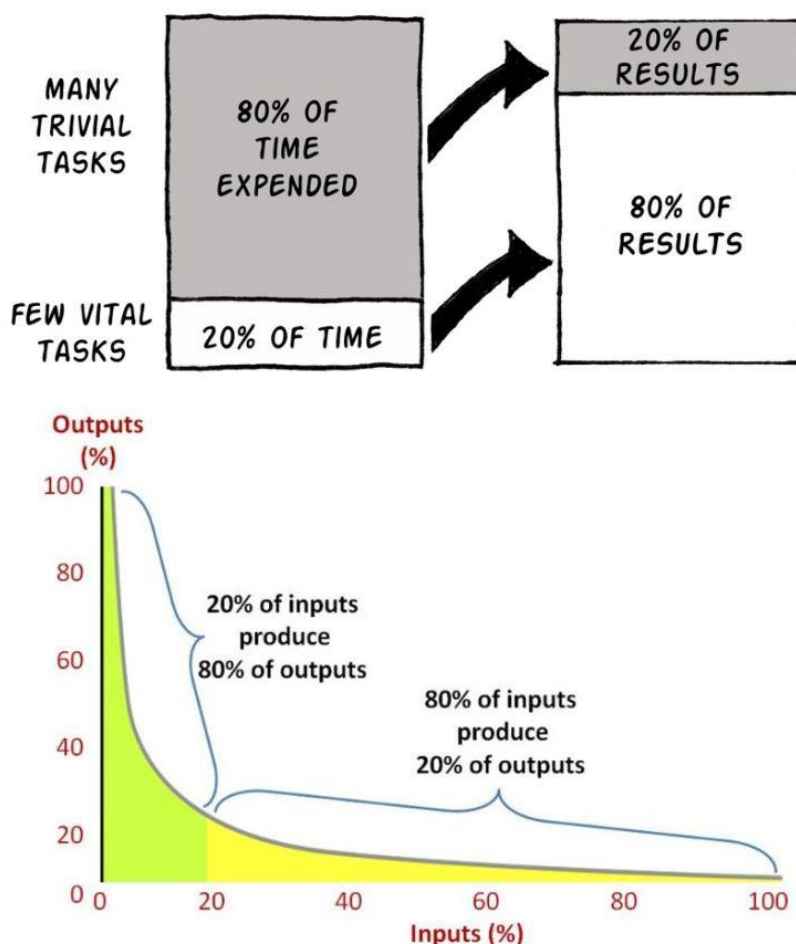 MANY
TRIVIAL
TASKS
80% OF
TIME
EXPENDED
20% OF
RESULTS
80% OF
RESULTS
FEW VITAL
TASKS
20% OF TIME
Outputs
(%)
100
80
60
40
20
0
20% of inputs
produce
80% of outputs
80% of inputs
produce
20% of outputs
0
20
40
60
80
100
Inputs (%)